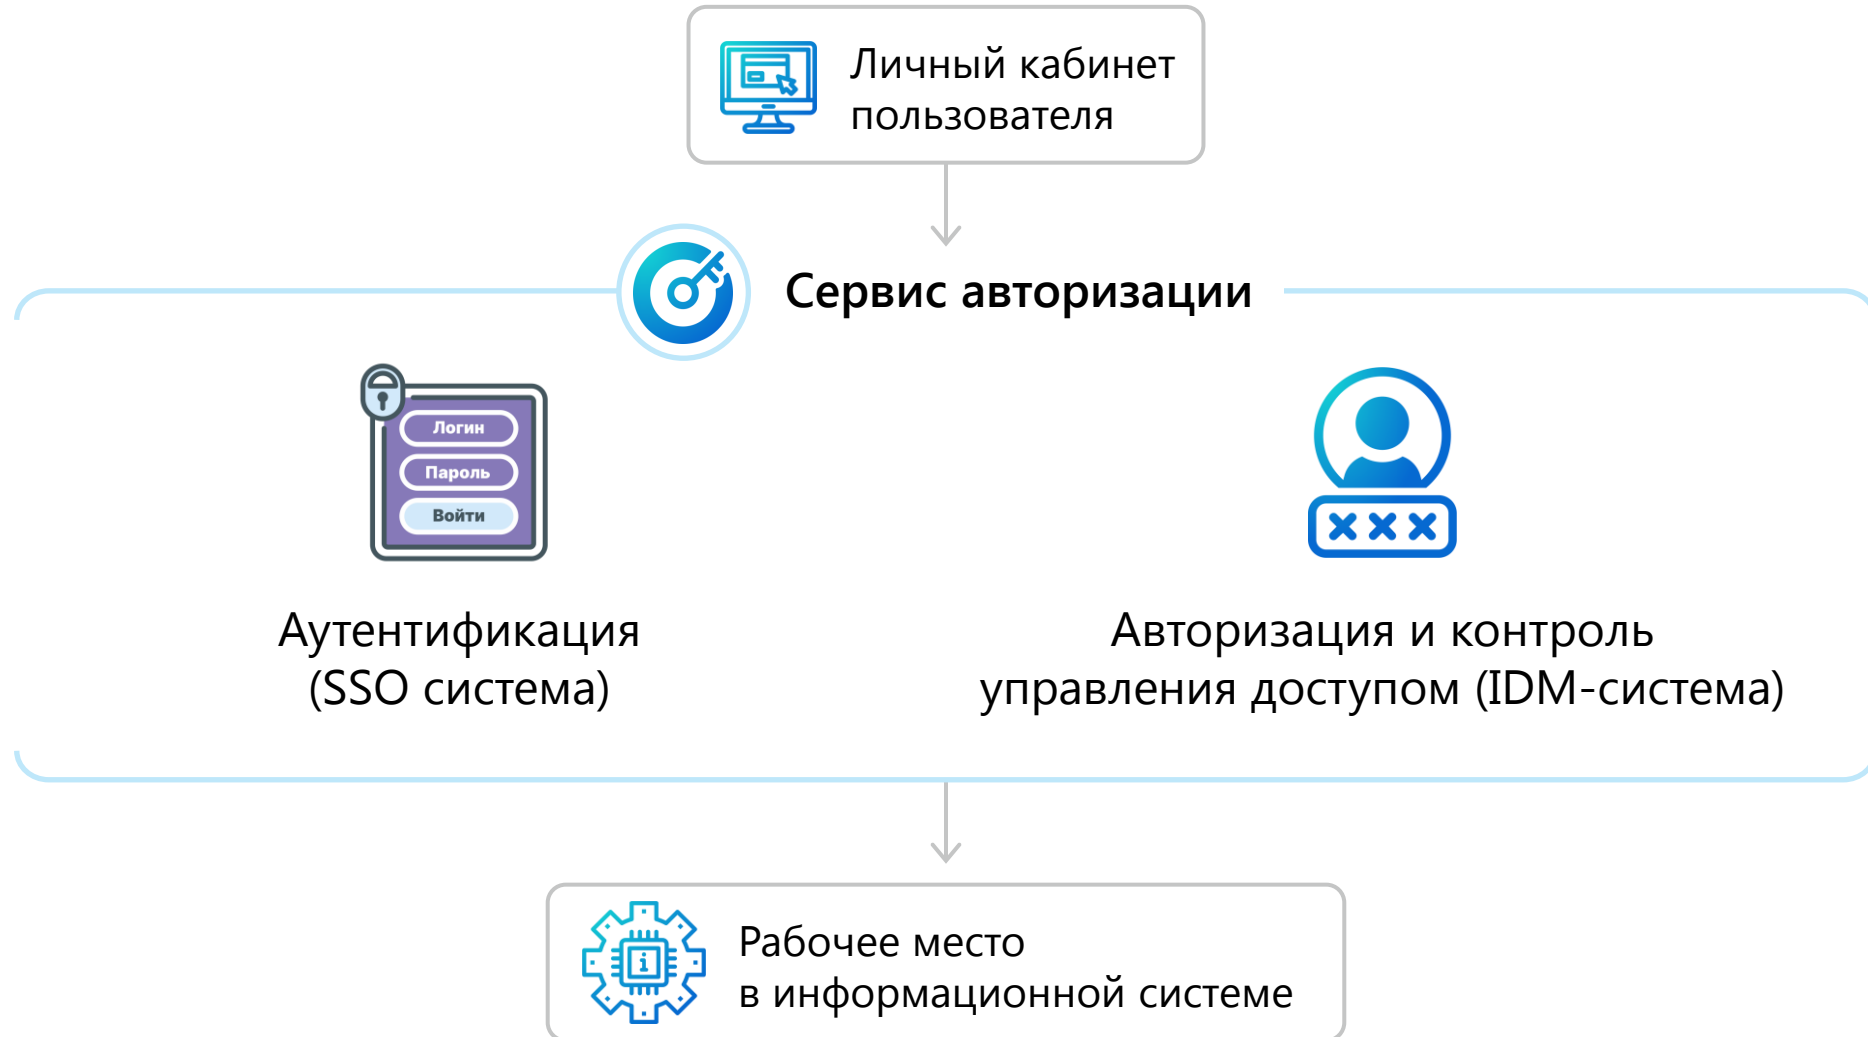 Личный кабинет
пользователя
Сервис авторизации
Логин
Пароль
Войти
Аутентификация
(SSO система)
Авторизация и контроль
управления доступом (IDM-система)
i
Рабочее место
в информационной системе